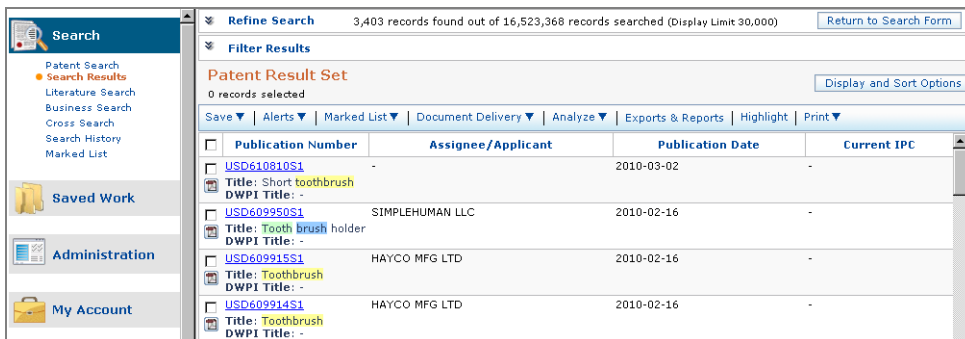 Search
Patent Search
Search Results
Literature Search
Business Search
Cross Search
Search History
Marked List
Saved Work
Administration
My Account
Refine Search 3,403 records found out of 16,523,368 records searched (Display Limit 30,000) Return to Search Form
Filter Results
Patent Result Set
0 records selected
Display and Sort Options
Save Alerts Marked List Document Delivery Analyze Exports & Reports Highlight Print
Publication Number Assignee/Applicant Publication Date Current IPC
USD610810S1 - 2010-03-02 -
Title: Short toothbrush
DWPI Title: -
USD609950S1 SIMPLEHUMAN LLC 2010-02-16 -
Title: Tooth brush holder
DWPI Title: -
USD609915S1 HAYCO MFG LTD 2010-02-16 -
Title: Toothbrush
DWPI Title: -
USD609914S1 HAYCO MFG LTD 2010-02-16 -
Title: Toothbrush
DWPI Title: -